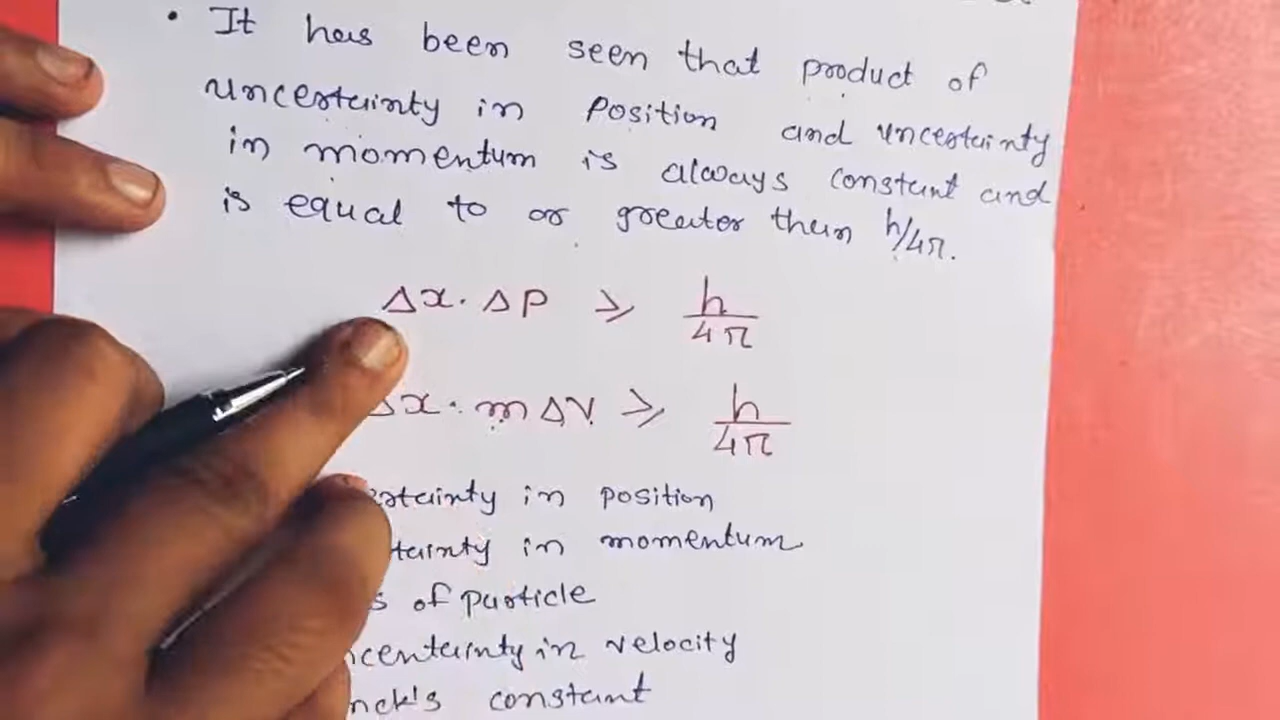 • It has been seen that product of
uncertainty in Position and uncertainty
in momentum is always constant and
is equal to or greater than h/4π.
Δx · ΔP ≥ h/4π
Δx · mΔV ≥ h/4π
in position
in momentum
of particle
in velocity
constant